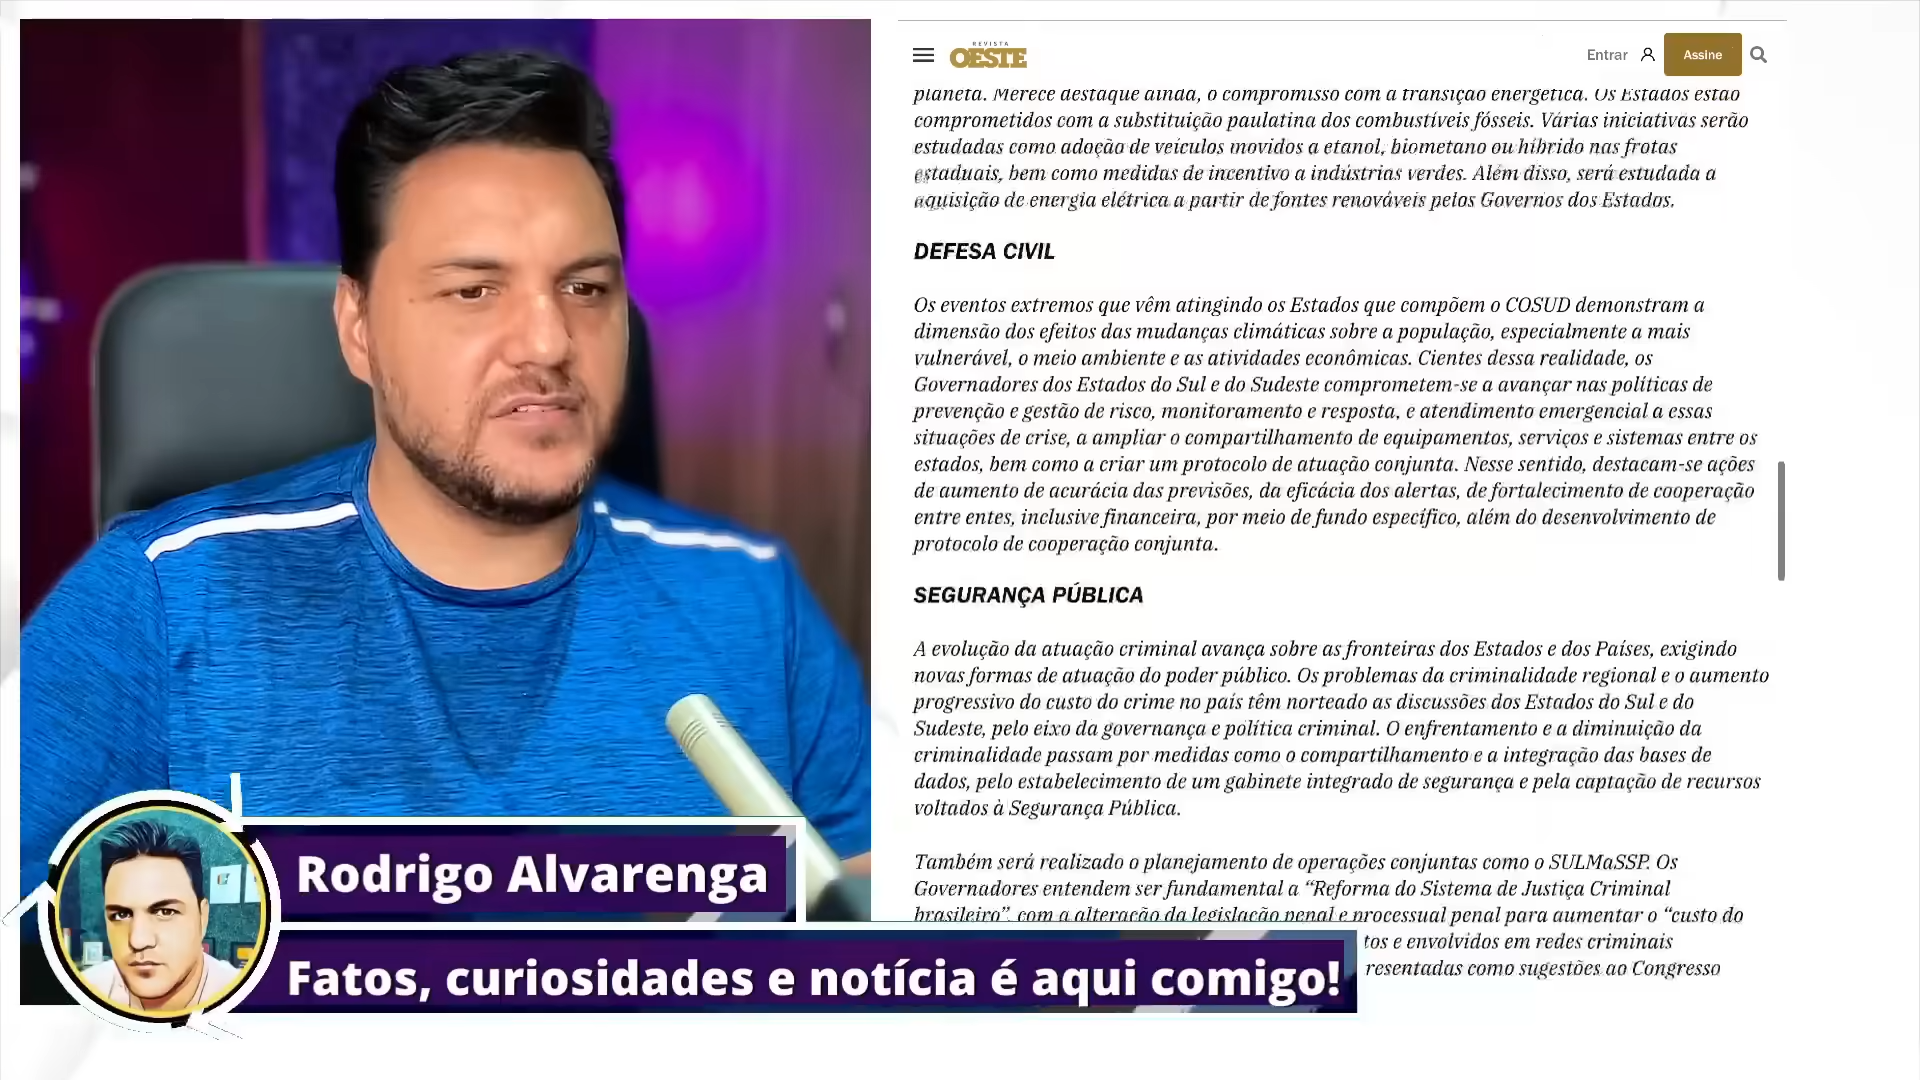 REVISTA
OESTE
Entrar
Assine
planeta. Merece destaque ainda, o compromisso com a transição energética. Os Estados estão
comprometidos com a substituição paulatina dos combustíveis fósseis. Várias iniciativas serão
estudadas como adoção de veículos movidos a etanol, biometano ou híbrido nas frotas
estaduais, bem como medidas de incentivo a indústrias verdes. Além disso, será estudada a
aquisição de energia elétrica a partir de fontes renováveis pelos Governos dos Estados.
DEFESA CIVIL
Os eventos extremos que vêm atingindo os Estados que compõem o COSUD demonstram a
dimensão dos efeitos das mudanças climáticas sobre a população, especialmente a mais
vulnerável, o meio ambiente e as atividades econômicas. Cientes dessa realidade, os
Governadores dos Estados do Sul e do Sudeste comprometem-se a avançar nas políticas de
prevenção e gestão de risco, monitoramento e resposta, e atendimento emergencial a essas
situações de crise, a ampliar o compartilhamento de equipamentos, serviços e sistemas entre os
estados, bem como a criar um protocolo de atuação conjunta. Nesse sentido, destacam-se ações
de aumento de acurácia das previsões, da eficácia dos alertas, de fortalecimento de cooperação
entre entes, inclusive financeira, por meio de fundo específico, além do desenvolvimento de
protocolo de cooperação conjunta.
SEGURANÇA PÚBLICA
A evolução da atuação criminal avança sobre as fronteiras dos Estados e dos Países, exigindo
novas formas de atuação do poder público. Os problemas da criminalidade regional e o aumento
progressivo do custo do crime no país têm norteado as discussões dos Estados do Sul e do
Sudeste, pelo eixo da governança e política criminal. O enfrentamento e a diminuição da
criminalidade passam por medidas como o compartilhamento e a integração das bases de
dados, pelo estabelecimento de um gabinete integrado de segurança e pela captação de recursos
voltados à Segurança Pública.
Também será realizado o planejamento de operações conjuntas como o SULMaSSP. Os
Governadores entendem ser fundamental a “Reforma do Sistema de Justiça Criminal
brasileiro”, com a alteração da legislação penal e processual penal para aumentar o “custo do
tos e envolvidos em redes criminais
resentadas como sugestões ao Congresso
Rodrigo Alvarenga
Fatos, curiosidades e notícia é aqui comigo!